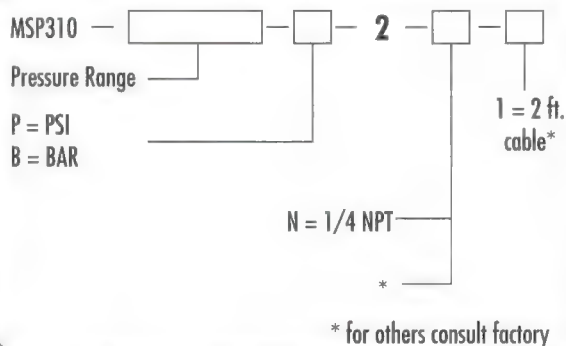 MSP310 — — — 2 — —
Pressure Range
P = PSI
B = BAR
1 = 2 ft.
cable*
N = 1/4 NPT
*
* for others consult factory